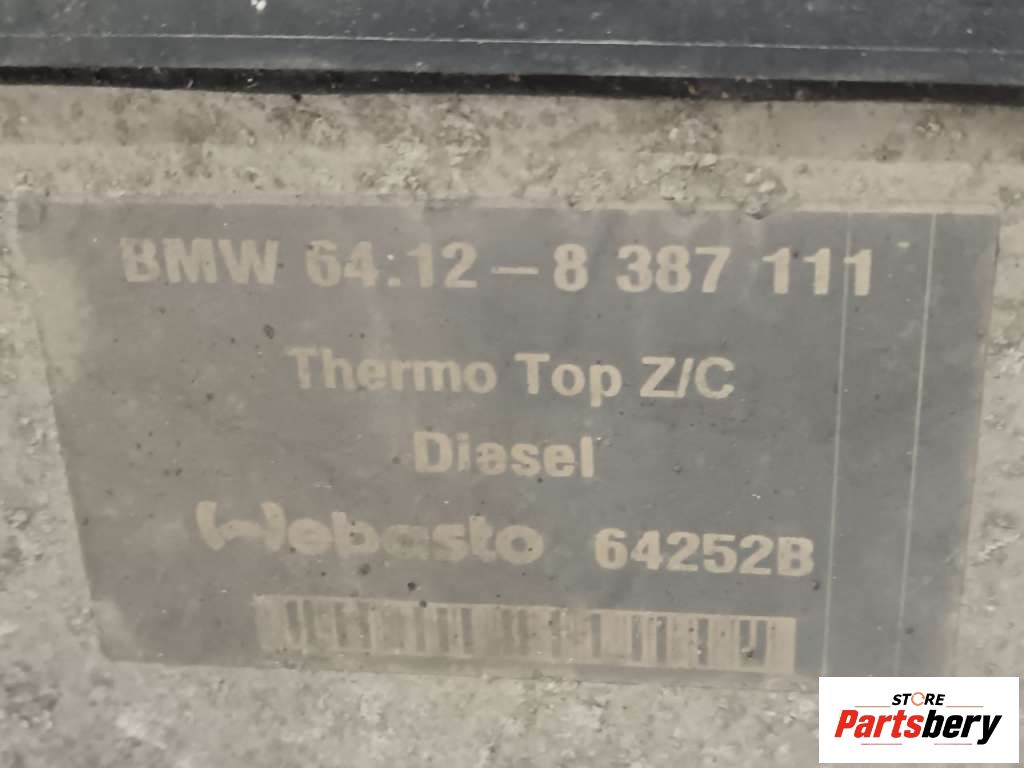 BMW 64.12-8 387 111
Thermo Top Z/C
Diesel
Webasto 64252B
STORE
Partsbery